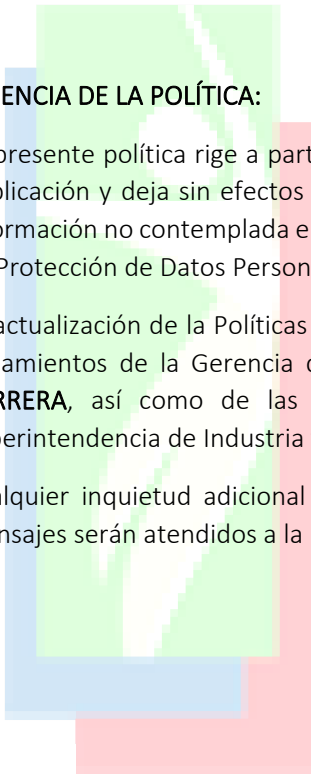 ENCIA DE LA POLÍTICA:
presente política rige a part
olicación y deja sin efectos
ormación no contemplada e
Protección de Datos Person
actualización de la Políticas
amientos de la Gerencia
RRERA, así como de las
perintendencia de Industria
alquier inquietud adicional
nsajes serán atendidos a la